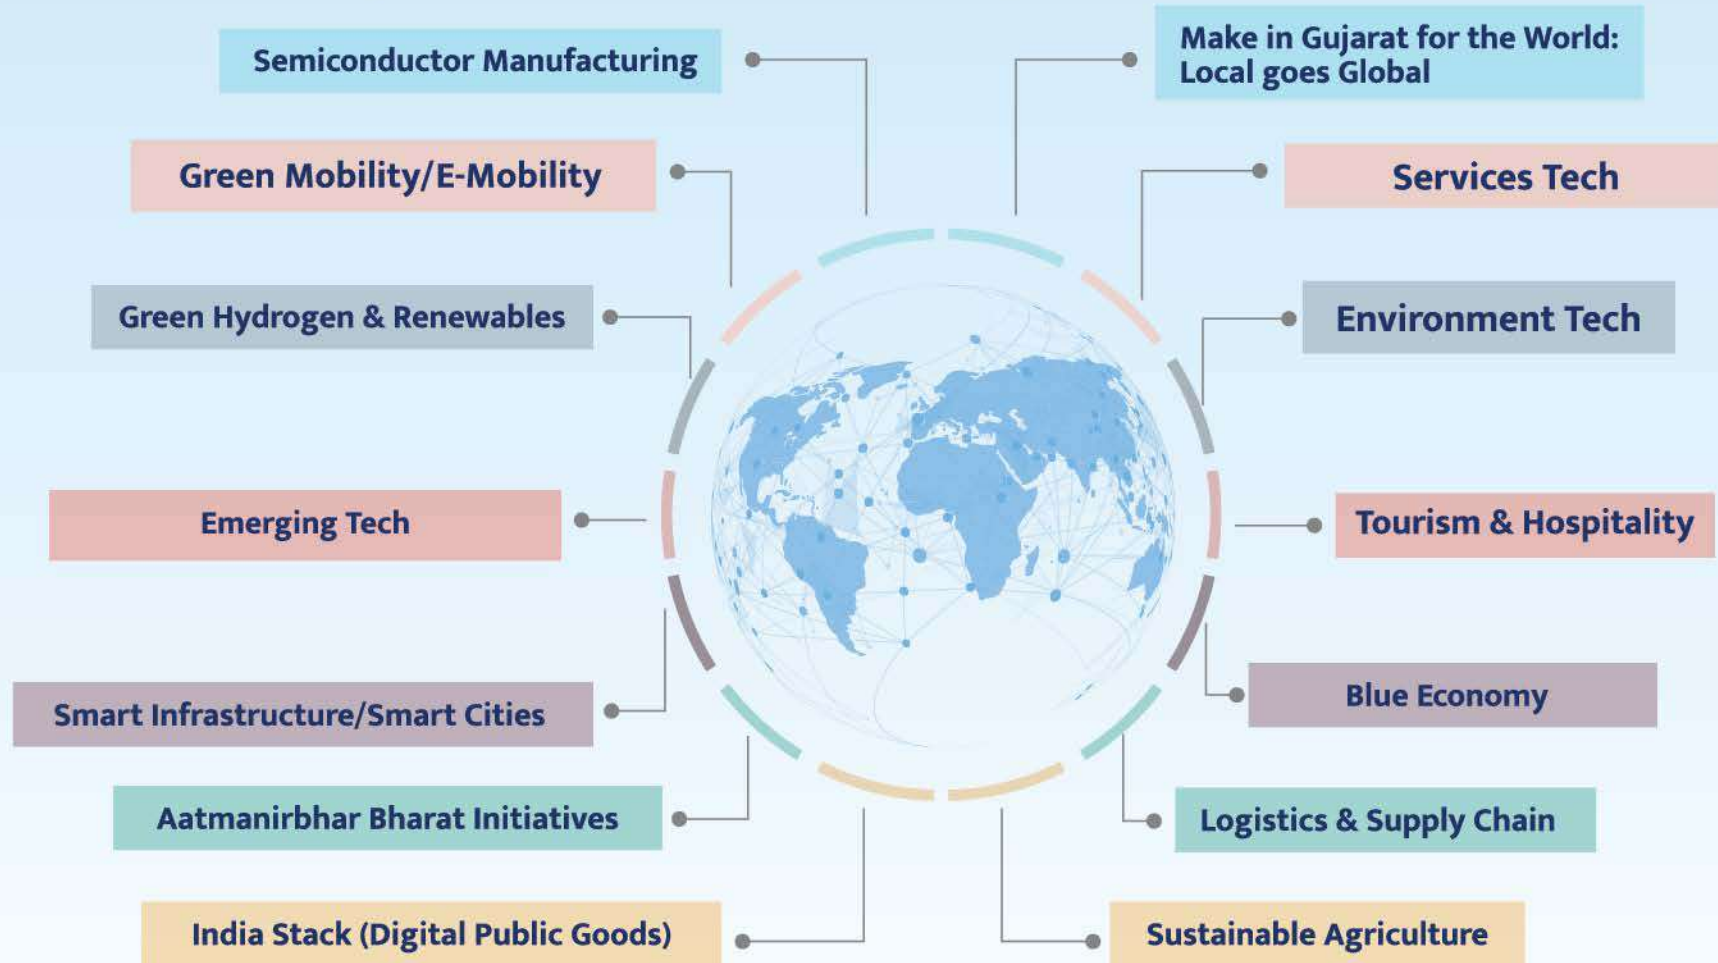 Semiconductor Manufacturing
Make in Gujarat for the World:
Local goes Global
Green Mobility/E-Mobility
Services Tech
Green Hydrogen & Renewables
Environment Tech
Emerging Tech
Tourism & Hospitality
Smart Infrastructure/Smart Cities
Blue Economy
Aatmanirbhar Bharat Initiatives
Logistics & Supply Chain
India Stack (Digital Public Goods)
Sustainable Agriculture